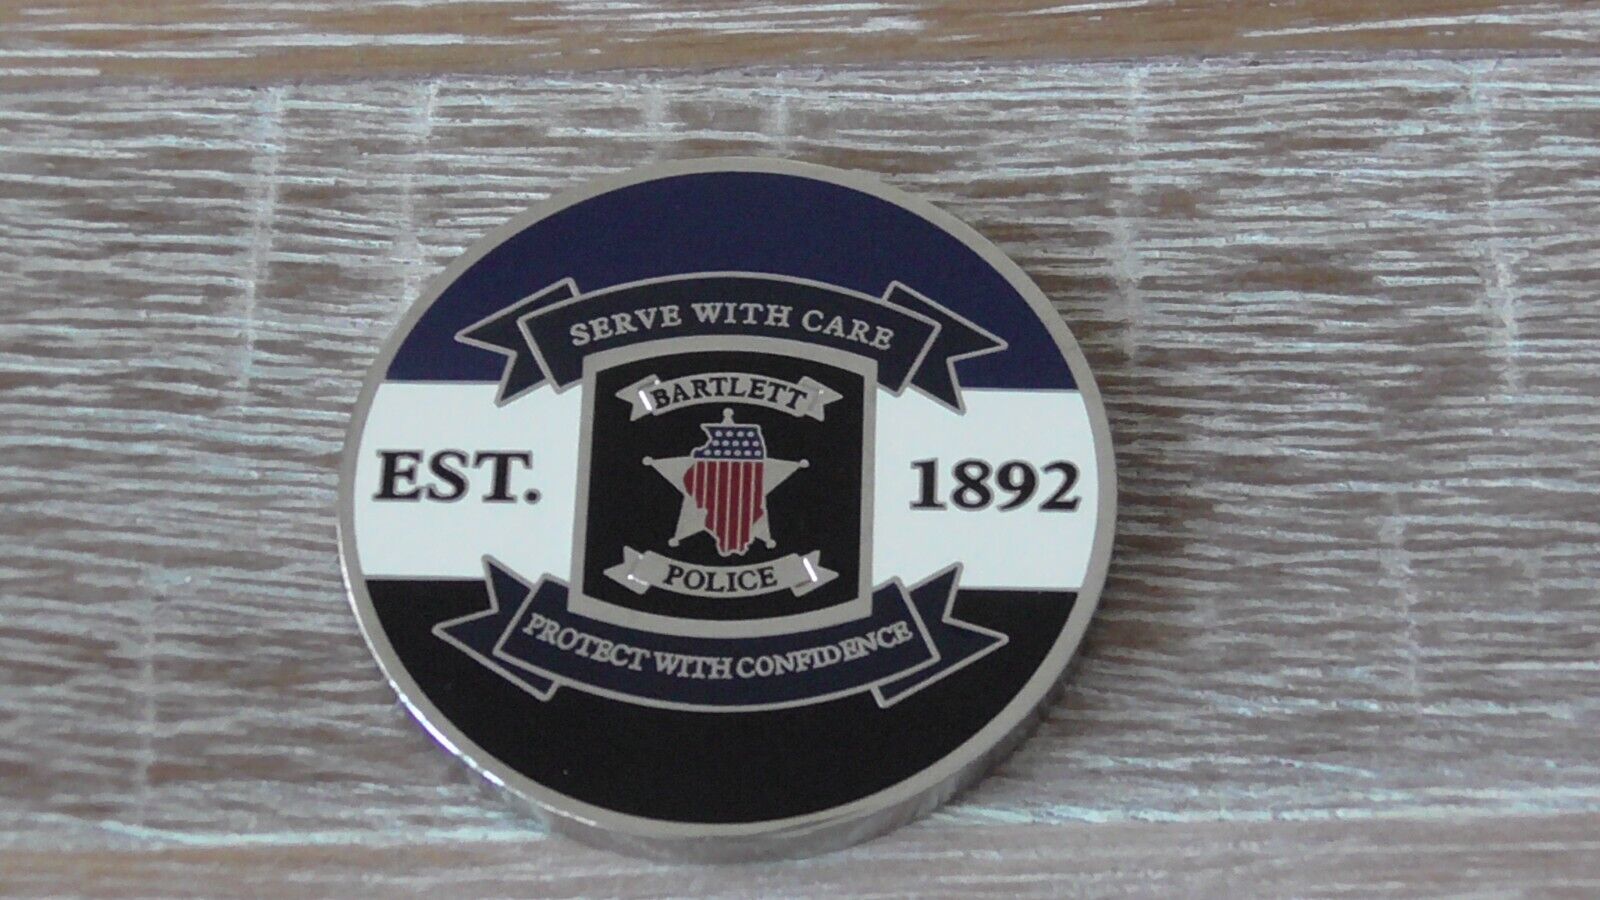 SERVE WITH CARE
BARTLETT
EST.
1892
POLICE
PROTECT WITH CONFIDENCE